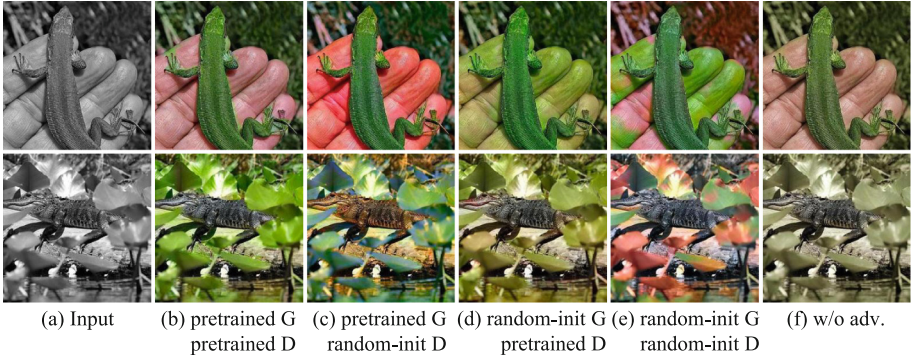 (a) Input
(b) pretrained G
pretrained D
(c) pretrained G
random-init D
(d) random-init G
pretrained D
(e) random-init G
random-init D
(f) w/o adv.